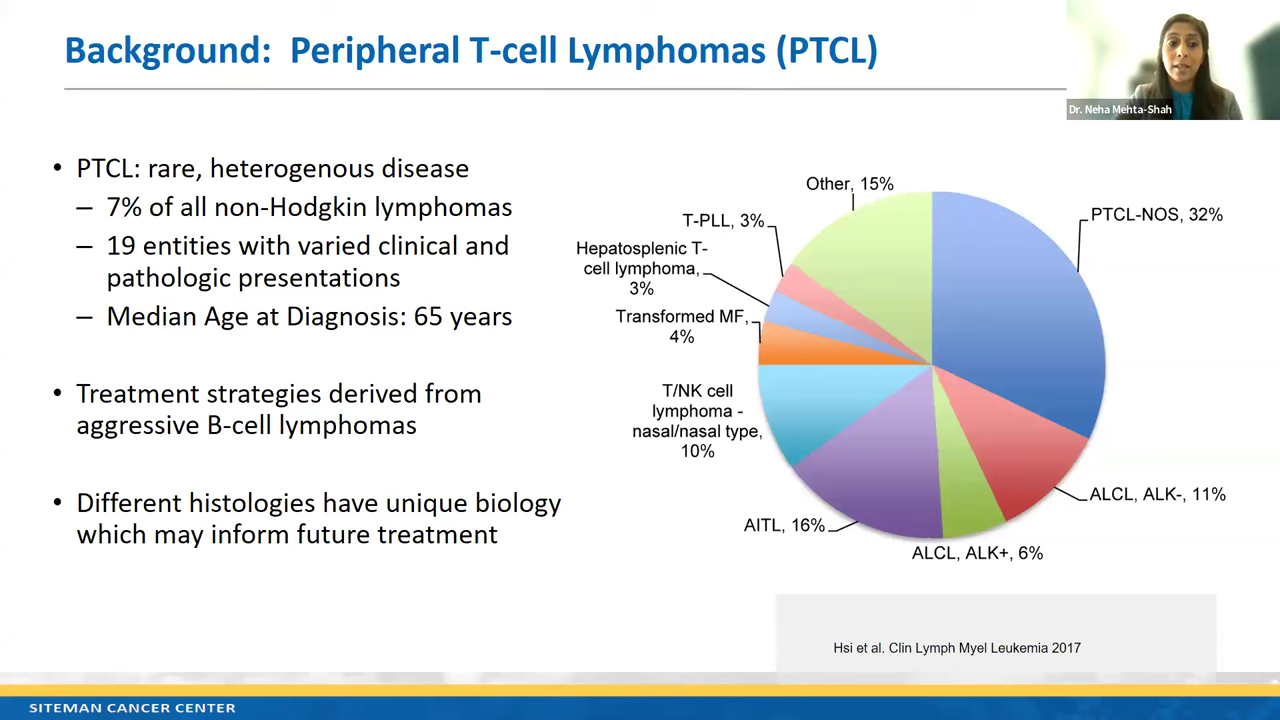 Background:  Peripheral T-cell Lymphomas (PTCL)
Dr. Neha Mehta-Shah
• PTCL: rare, heterogenous disease
– 7% of all non-Hodgkin lymphomas
– 19 entities with varied clinical and
pathologic presentations
– Median Age at Diagnosis: 65 years
• Treatment strategies derived from
aggressive B-cell lymphomas
• Different histologies have unique biology
which may inform future treatment
Other, 15%
T-PLL, 3%
Hepatosplenic T-
cell lymphoma,
3%
Transformed MF,
4%
T/NK cell
lymphoma -
nasal/nasal type,
10%
AITL, 16%
ALCL, ALK+, 6%
ALCL, ALK-, 11%
PTCL-NOS, 32%
Hsi et al. Clin Lymph Myel Leukemia 2017
SITEMAN CANCER CENTER